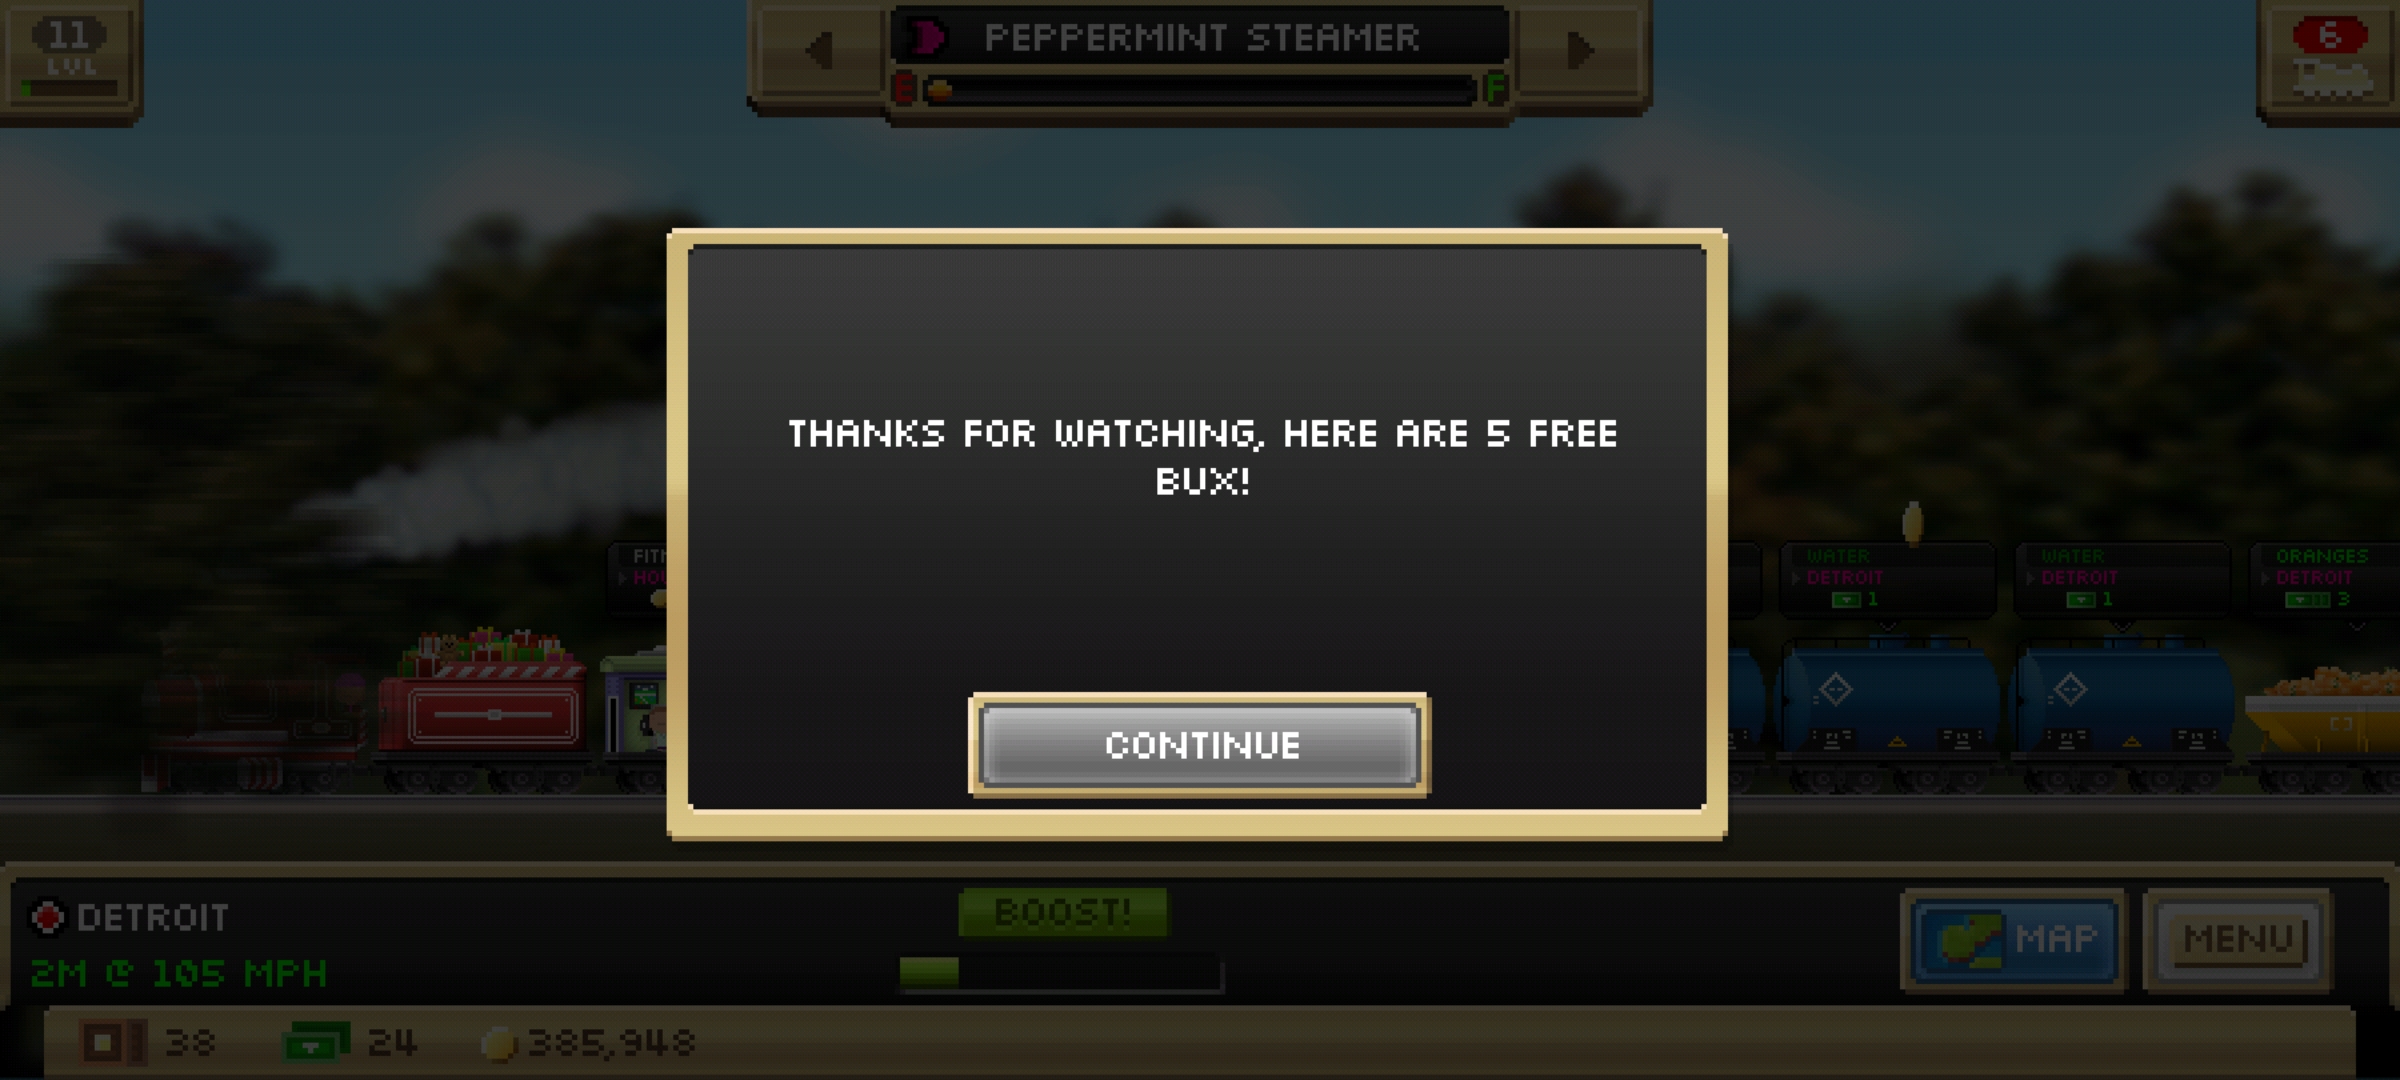 11
LVL
PEPPERMINT STEAMER
E F
6
THANKS FOR WATCHING, HERE ARE 5 FREE
BUX!
WATER
DETROIT
1
WATER
DETROIT
1
ORANGES
DETROIT
3
CONTINUE
DETROIT
2M @ 105 MPH
BOOST!
MAP
MENU
38 24 385,948